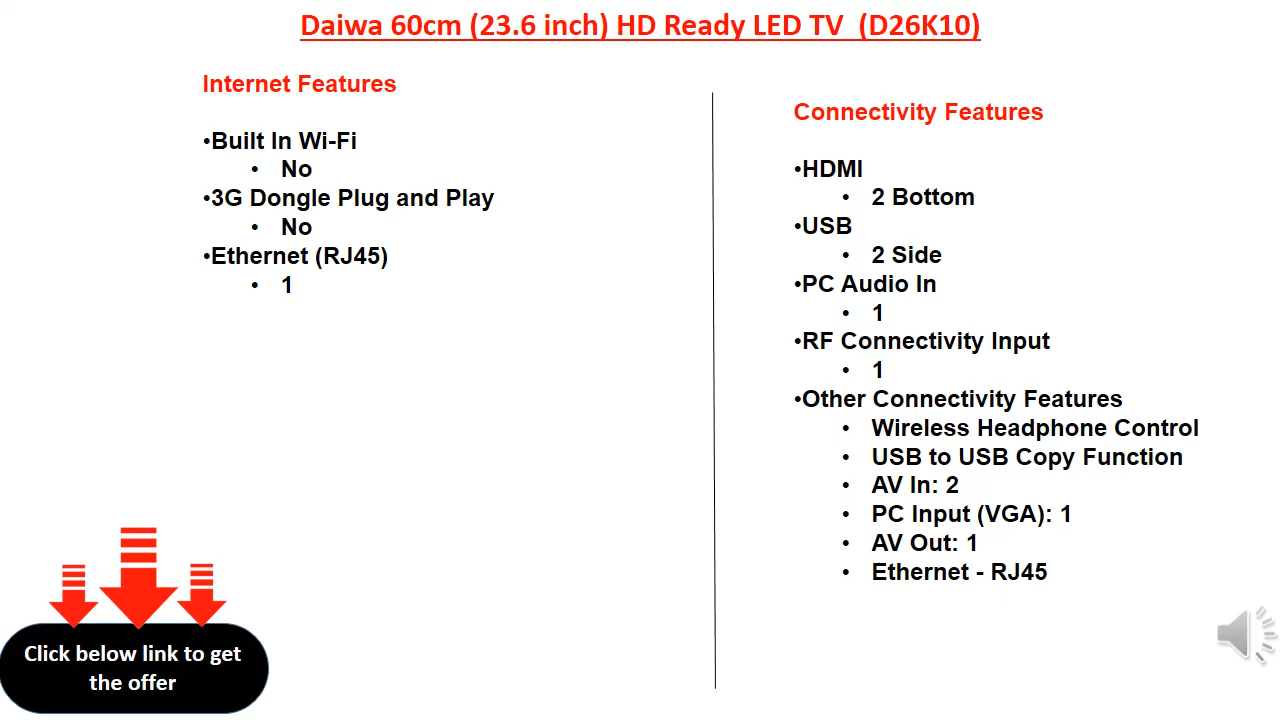 Daiwa 60cm (23.6 inch) HD Ready LED TV (D26K10)
Internet Features
•Built In Wi-Fi
• No
•3G Dongle Plug and Play
• No
•Ethernet (RJ45)
• 1
Connectivity Features
•HDMI
• 2 Bottom
•USB
• 2 Side
•PC Audio In
• 1
•RF Connectivity Input
• 1
•Other Connectivity Features
• Wireless Headphone Control
• USB to USB Copy Function
• AV In: 2
• PC Input (VGA): 1
• AV Out: 1
• Ethernet - RJ45
Click below link to get
the offer